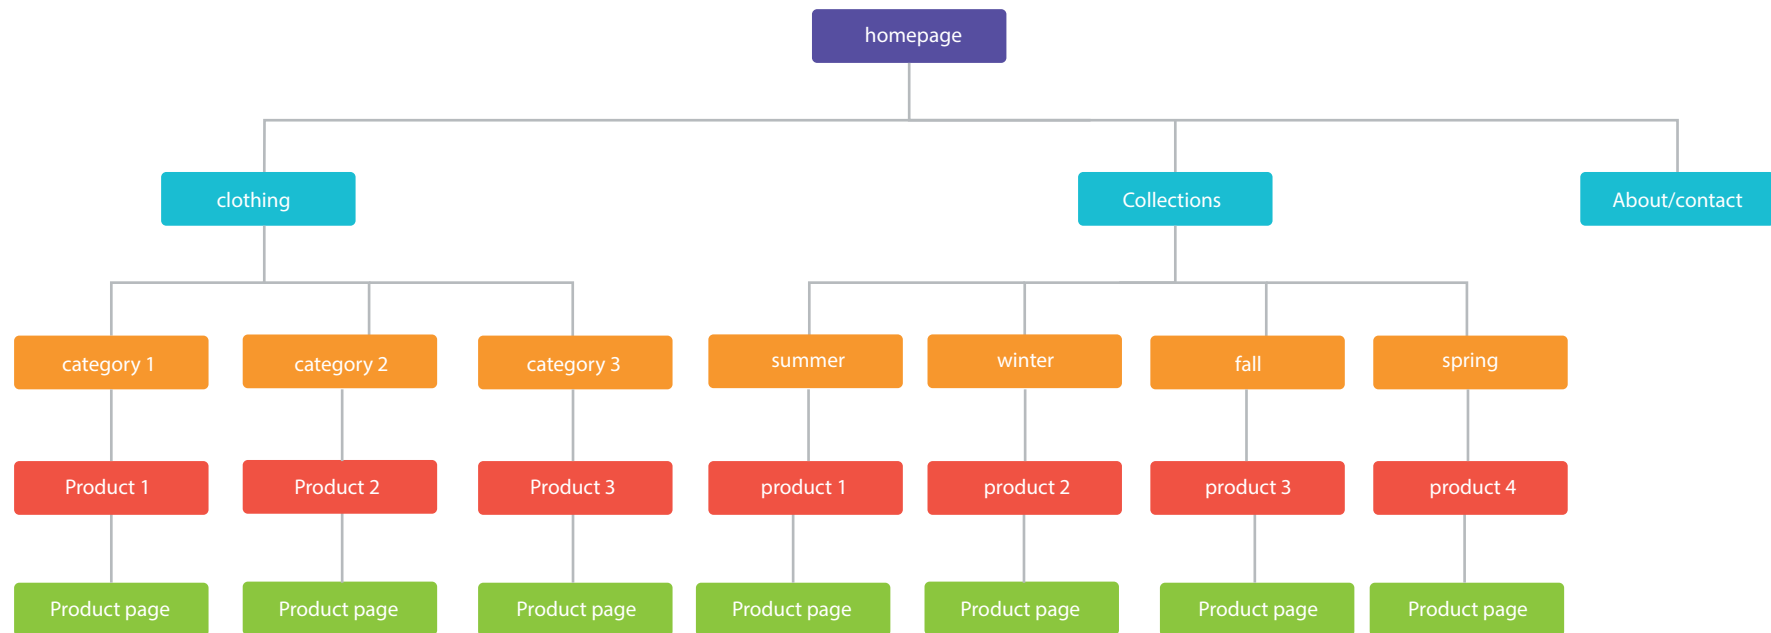 homepage
clothing
Collections
About/contact
category 1
category 2
category 3
summer
winter
fall
spring
Product 1
Product 2
Product 3
product 1
product 2
product 3
product 4
Product page
Product page
Product page
Product page
Product page
Product page
Product page